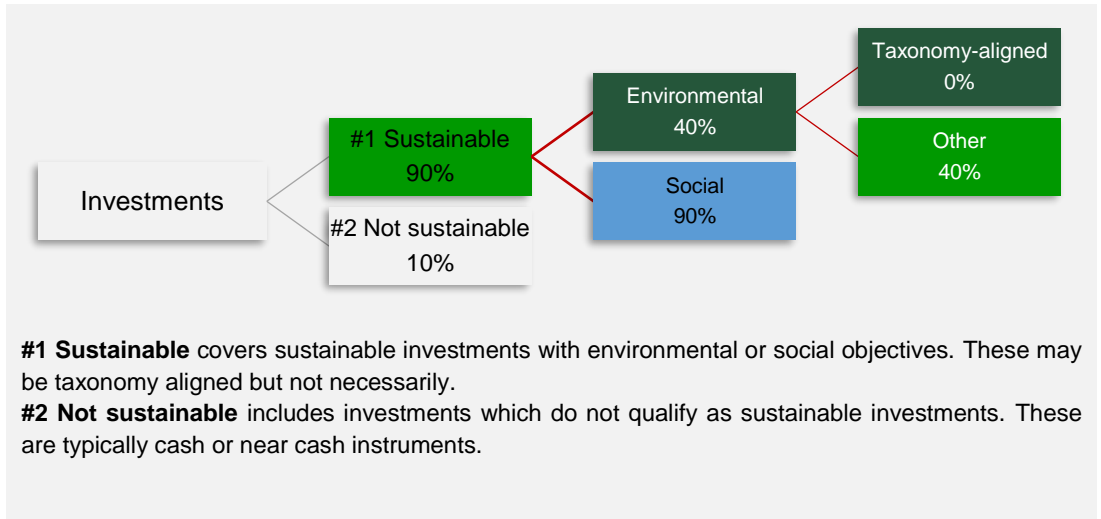 Investments
#1 Sustainable
90%
#2 Not sustainable
10%
Environmental
40%
Social
90%
Taxonomy-aligned
0%
Other
40%
#1 Sustainable covers sustainable investments with environmental or social objectives. These may
be taxonomy aligned but not necessarily.
#2 Not sustainable includes investments which do not qualify as sustainable investments. These
are typically cash or near cash instruments.